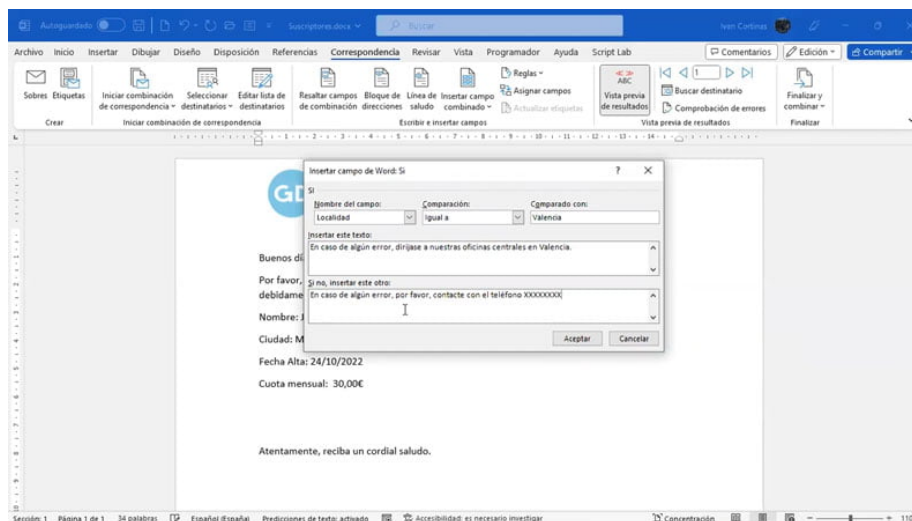 Autoguardado
Suscriptores.docx
Buscar
Ivan Cortinas
Archivo Inicio Insertar Dibujar Diseño Disposición Referencias Correspondencia Revisar Vista Programador Ayuda Script Lab
Comentarios Edición Compartir
Sobres Etiquetas
Iniciar combinación de correspondencia
Seleccionar destinatarios
Editar lista de destinatarios
Resaltar campos de combinación
Bloque de direcciones
Línea de saludo
Insertar campo combinado
Reglas
Asignar campos
Actualizar etiquetas
ABC
Vista previa de resultados
1
Buscar destinatario
Comprobación de errores
Finalizar y combinar
Crear
Iniciar combinación de correspondencia
Escribir e insertar campos
Vista previa de resultados
Finalizar
GD
Insertar campo de Word: Si
?
SI
Nombre del campo: Comparación: Comparado con:
Localidad Igual a Valencia
Insertar este texto:
En caso de algún error, diríjase a nuestras oficinas centrales en Valencia.
Si no, insertar este otro:
En caso de algún error, por favor, contacte con el teléfono XXXXXXXX
Aceptar Cancelar
Buenos dí
Por favor,
debidame
Nombre: J
Ciudad: M
Fecha Alta: 24/10/2022
Cuota mensual: 30,00€
Atentamente, reciba un cordial saludo.
Sección: 1 Página 1 de 1 34 palabras Español (España) Predicciones de texto: activado Accesibilidad: es necesario investigar Concentración